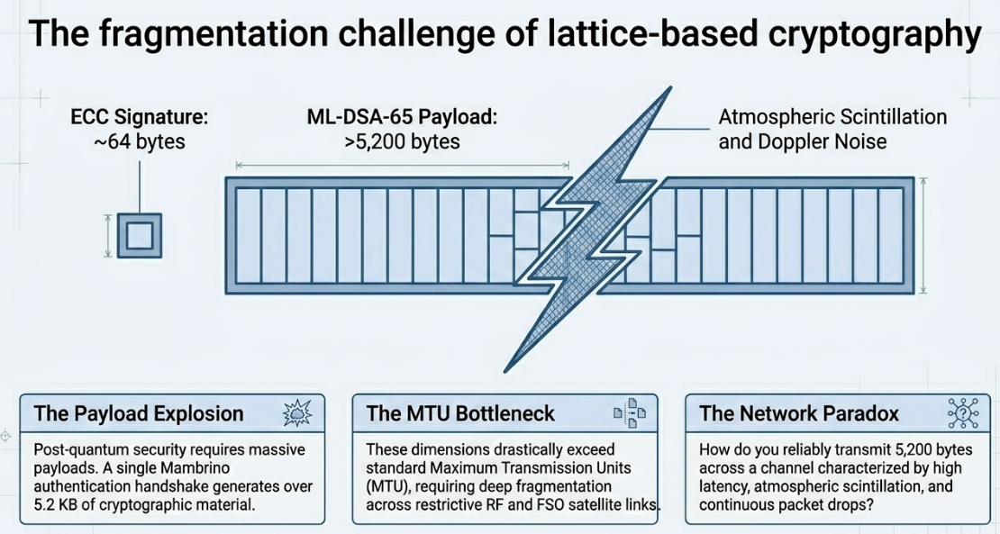 The fragmentation challenge of lattice-based cryptography
ECC Signature:
~64 bytes
ML-DSA-65 Payload:
>5,200 bytes
Atmospheric Scintillation
and Doppler Noise
The Payload Explosion
Post-quantum security requires massive
payloads. A single Mambrino
authentication handshake generates over
5.2 KB of cryptographic material.
The MTU Bottleneck
These dimensions drastically exceed
standard Maximum Transmission Units
(MTU), requiring deep fragmentation
across restrictive RF and FSO satellite links.
The Network Paradox
?
How do you reliably transmit 5,200 bytes
across a channel characterized by high
latency, atmospheric scintillation, and
continuous packet drops?